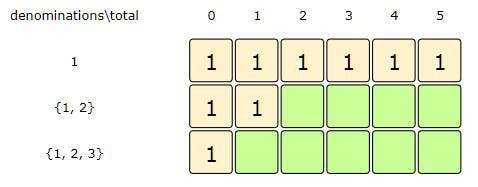 denominations\total 0 1 2 3 4 5
1 1 1 1 1 1 1
{1, 2} 1 1
{1, 2, 3} 1